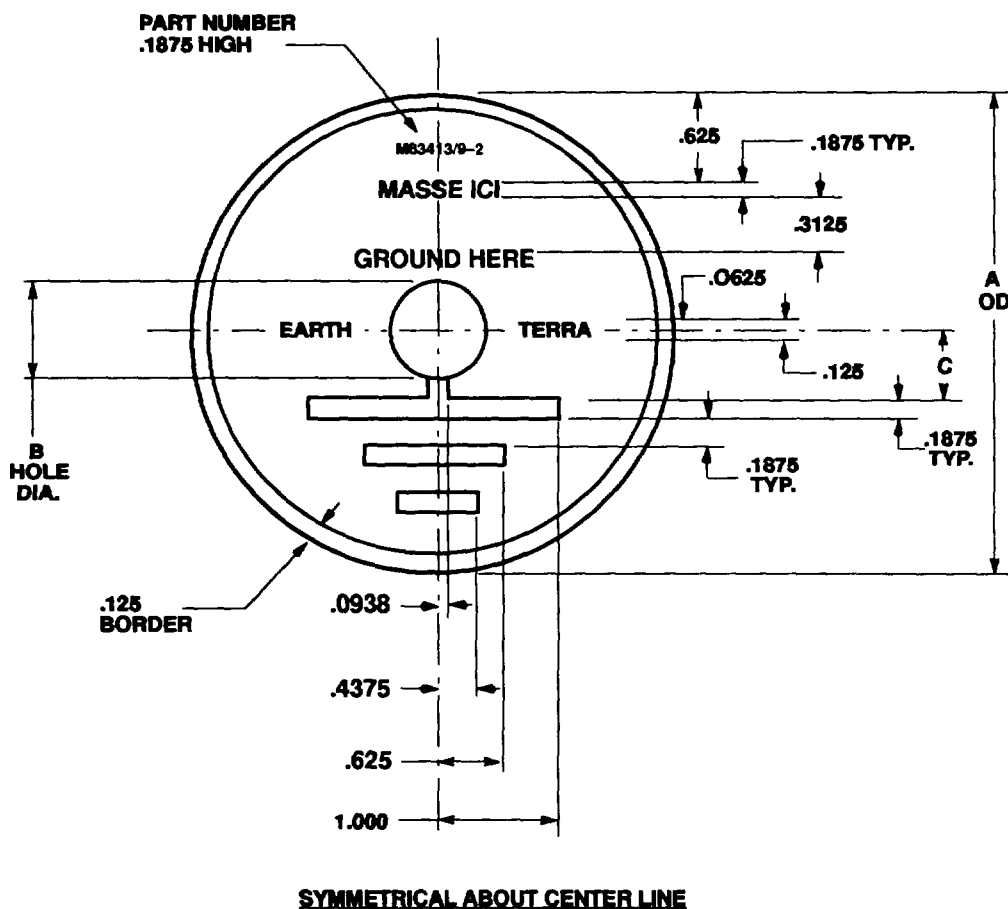 PART NUMBER
.1875 HIGH
M83413/9-2
.625
.1875 TYP.
MASSE ICI
.3125
GROUND HERE
.0625
A
OD
EARTH
TERRA
C
.125
B
HOLE
DIA.
.1875
TYP.
.1875
TYP.
.125
BORDER
.0938
.4375
.625
1.000
SYMMETRICAL ABOUT CENTER LINE